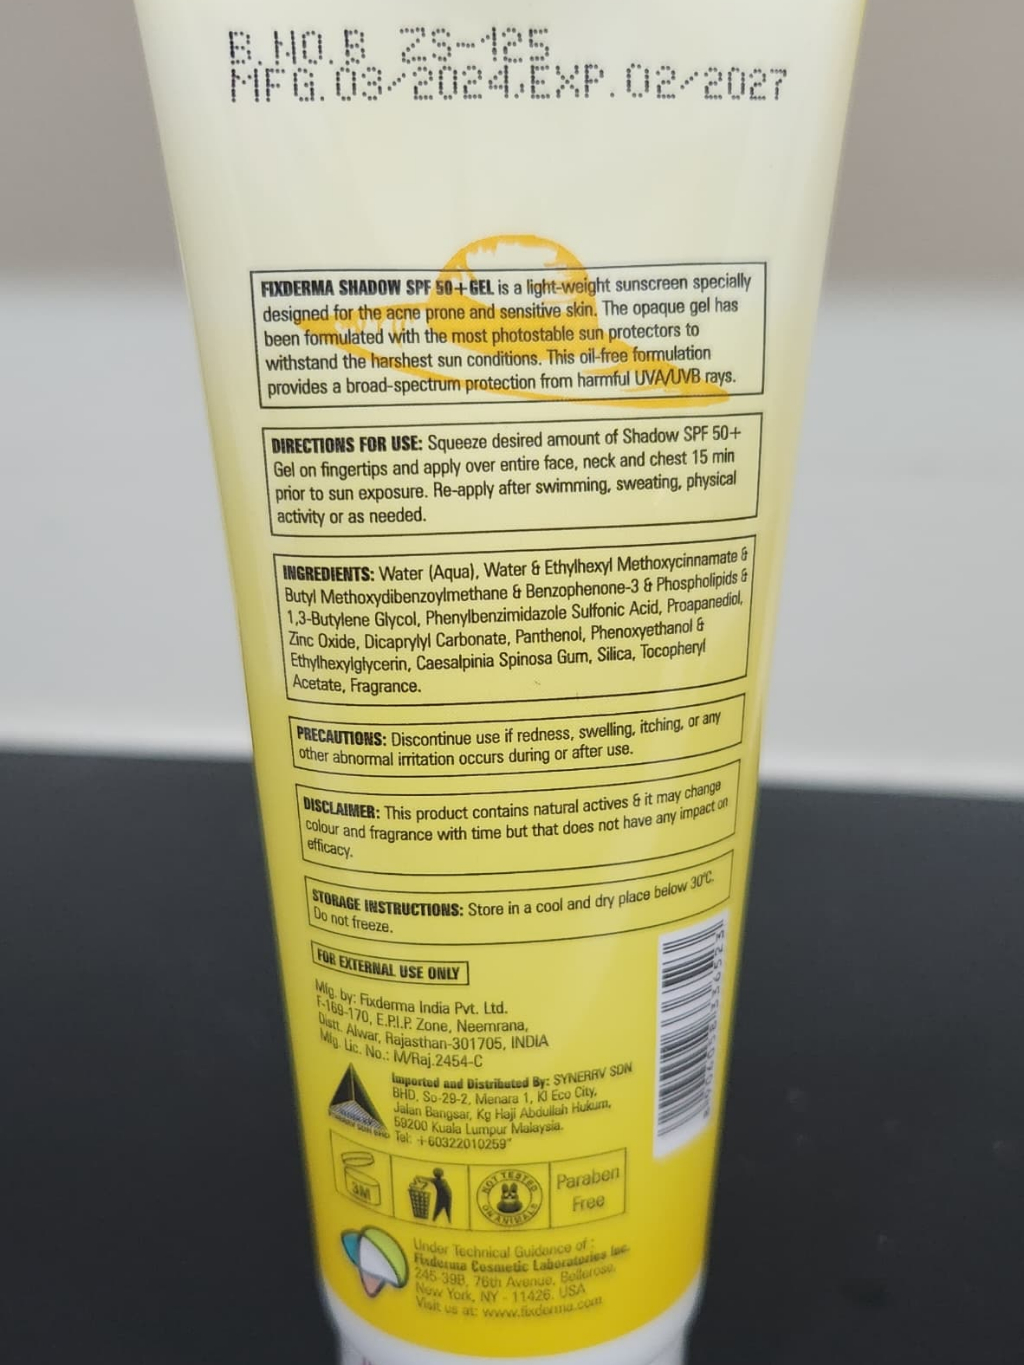 B.NO.B ZS-125
MFG.03/2024.EXP.02/2027
FIXDERMA SHADOW SPF 50+GEL is a light-weight sunscreen specially
designed for the acne prone and sensitive skin. The opaque gel has
been formulated with the most photostable sun protectors to
withstand the harshest sun conditions. This oil-free formulation
provides a broad-spectrum protection from harmful UVA/UVB rays.
DIRECTIONS FOR USE: Squeeze desired amount of Shadow SPF 50+
Gel on fingertips and apply over entire face, neck and chest 15 min
prior to sun exposure. Re-apply after swimming, sweating, physical
activity or as needed.
INGREDIENTS: Water (Aqua), Water & Ethylhexyl Methoxycinnamate &
Butyl Methoxydibenzoylmethane & Benzophenone-3 & Phospholipids &
1,3-Butylene Glycol, Phenylbenzimidazole Sulfonic Acid, Proapanediol,
Zinc Oxide, Dicaprylyl Carbonate, Panthenol, Phenoxyethanol &
Ethylhexylglycerin, Caesalpinia Spinosa Gum, Silica, Tocopheryl
Acetate, Fragrance.
PRECAUTIONS: Discontinue use if redness, swelling, itching, or any
other abnormal irritation occurs during or after use.
DISCLAIMER: This product contains natural actives & it may change
colour and fragrance with time but that does not have any impact on
efficacy.
STORAGE INSTRUCTIONS: Store in a cool and dry place below 30°C.
Do not freeze.
FOR EXTERNAL USE ONLY
Mfg. by: Fixderma India Pvt. Ltd.
F-169-170, E.P.I.P. Zone, Neemrana,
Distt. Alwar, Rajasthan-301705, INDIA
Mfg. Lic. No.: M/Raj.2454-C
Imported and Distributed By: SYNERRV SDN
BHD, So-29-2, Menara 1, Kl Eco City,
Jalan Bangsar, Kg Haji Abdullah Hukum,
59200 Kuala Lumpur Malaysia.
Tel: +60322010259"
3M
NOT TESTED
ON ANIMALS
Paraben
Free
Under Technical Guidance of :
Fixderma Cosmetic Laboratories Inc.
245-39B, 76th Avenue, Bellerose,
New York, NY - 11426. USA
Visit us at: www.fixderma.com